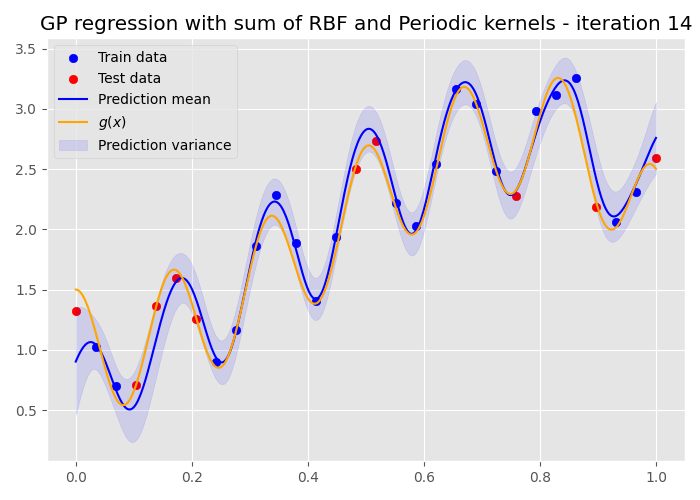 GP regression with sum of RBF and Periodic kernels - iteration 14
3.5
3.0
2.5
2.0
1.5
1.0
0.5
Train data
Test data
Prediction mean
g(x)
Prediction variance
0.0 0.2 0.4 0.6 0.8 1.0